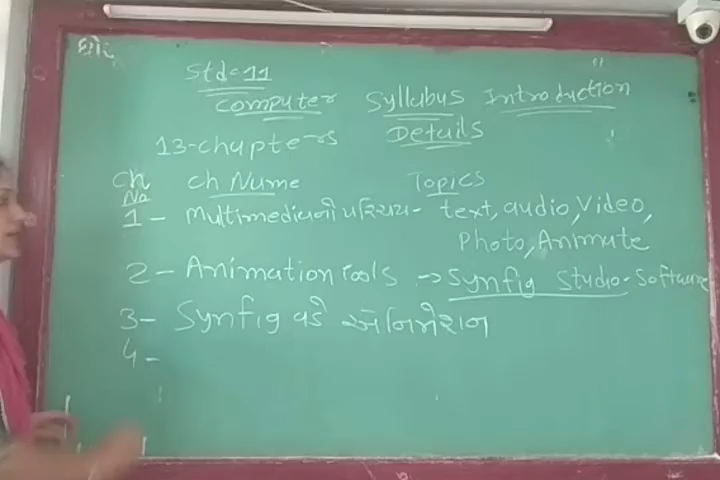 Std-11
Computer Syllabus Introduction
13-chapters Details
Ch No Ch Name Topics
1- Multimediaનો પરિચય- text, audio, Video,
Photo, Animate
2- Animation Tools → Synfig Studio-Software
3- Synfig વડે એનિમેશન
4-